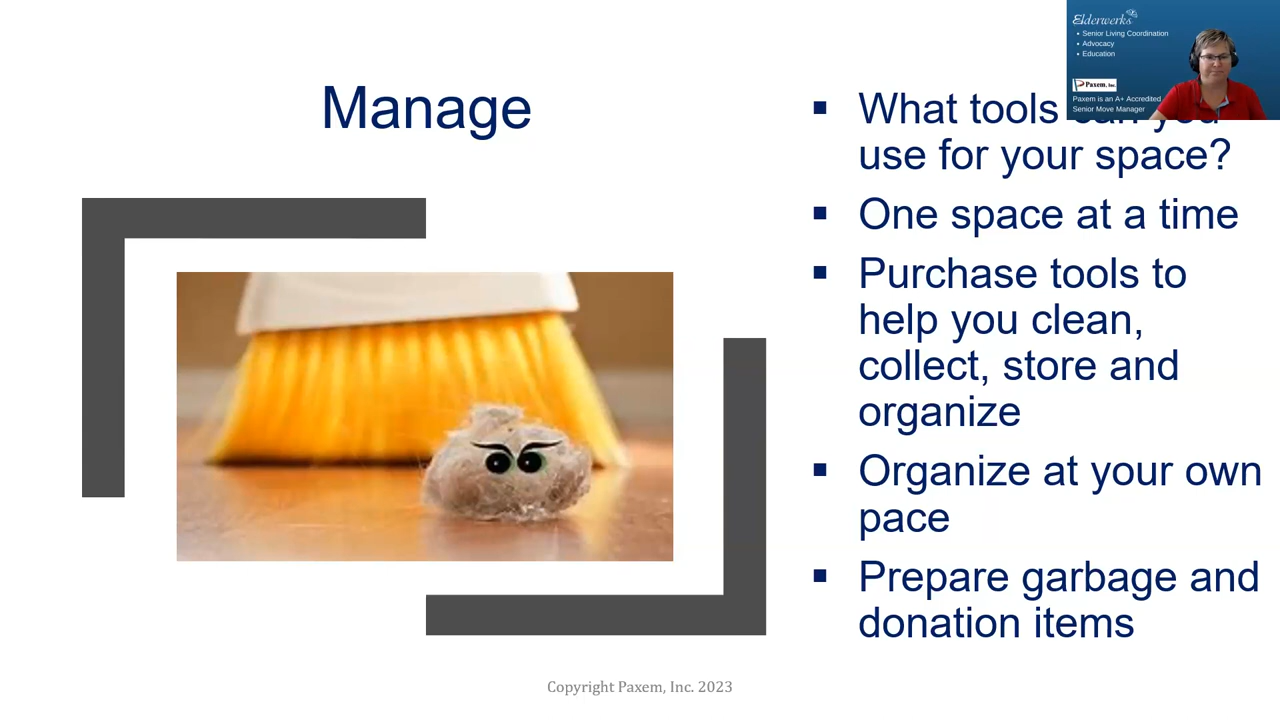 Manage
▪ What tools can you
use for your space?
▪ One space at a time
▪ Purchase tools to
help you clean,
collect, store and
organize
▪ Organize at your own
pace
▪ Prepare garbage and
donation items
Elderwerks
• Senior Living Coordination
• Advocacy
• Education
Paxem, Inc.
Paxem is an A+ Accredited
Senior Move Manager
Copyright Paxem, Inc. 2023